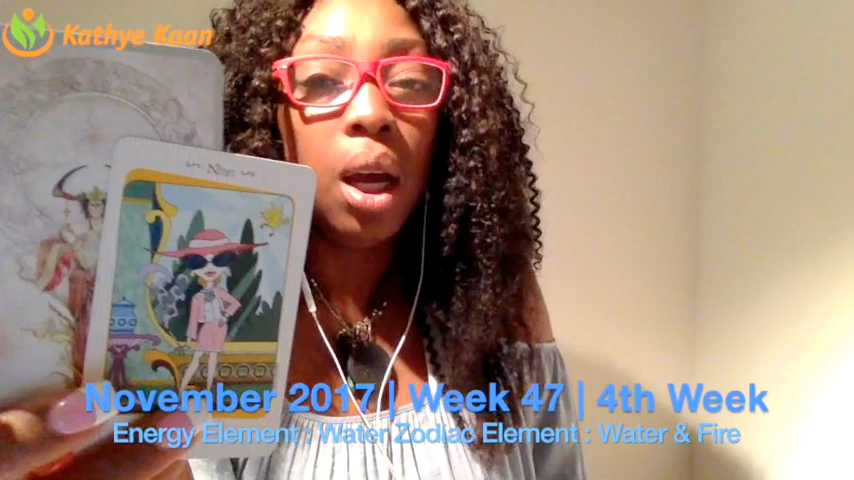 Kathye Kaan
November 2017 | Week 47 | 4th Week
Energy Element : Water Zodiac Element : Water & Fire